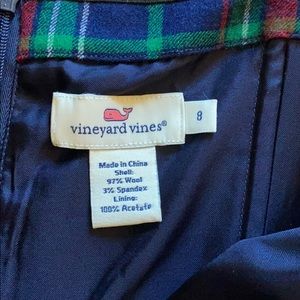 vineyard vines®
8
Made in China
Shell:
97% Wool
3% Spandex
Lining:
100% Acetate